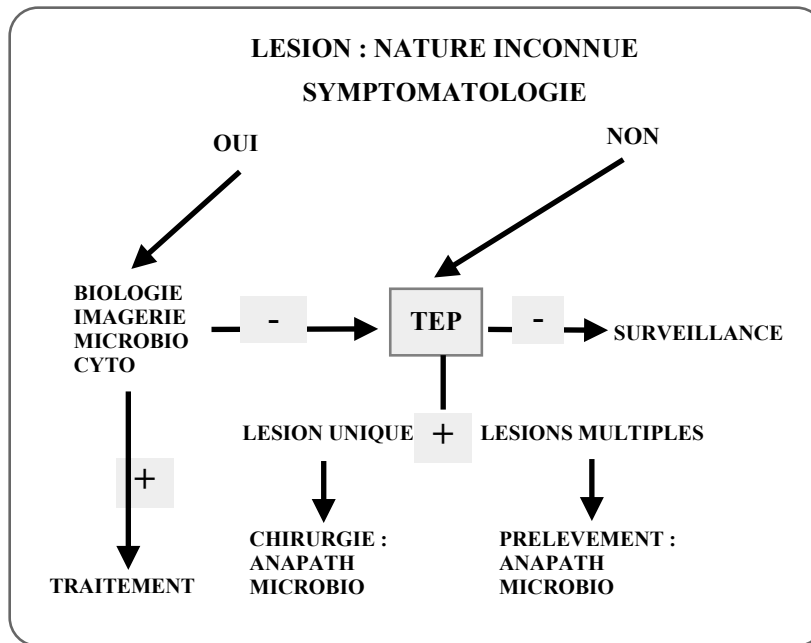 LESION : NATURE INCONNUE
SYMPTOMATOLOGIE
OUI
NON
BIOLOGIE
IMAGERIE
MICROBIO
CYTO
-
TEP
-
SURVEILLANCE
LESION UNIQUE
+
LESIONS MULTIPLES
+
CHIRURGIE :
ANAPATH
MICROBIO
PRELEVEMENT :
ANAPATH
MICROBIO
TRAITEMENT